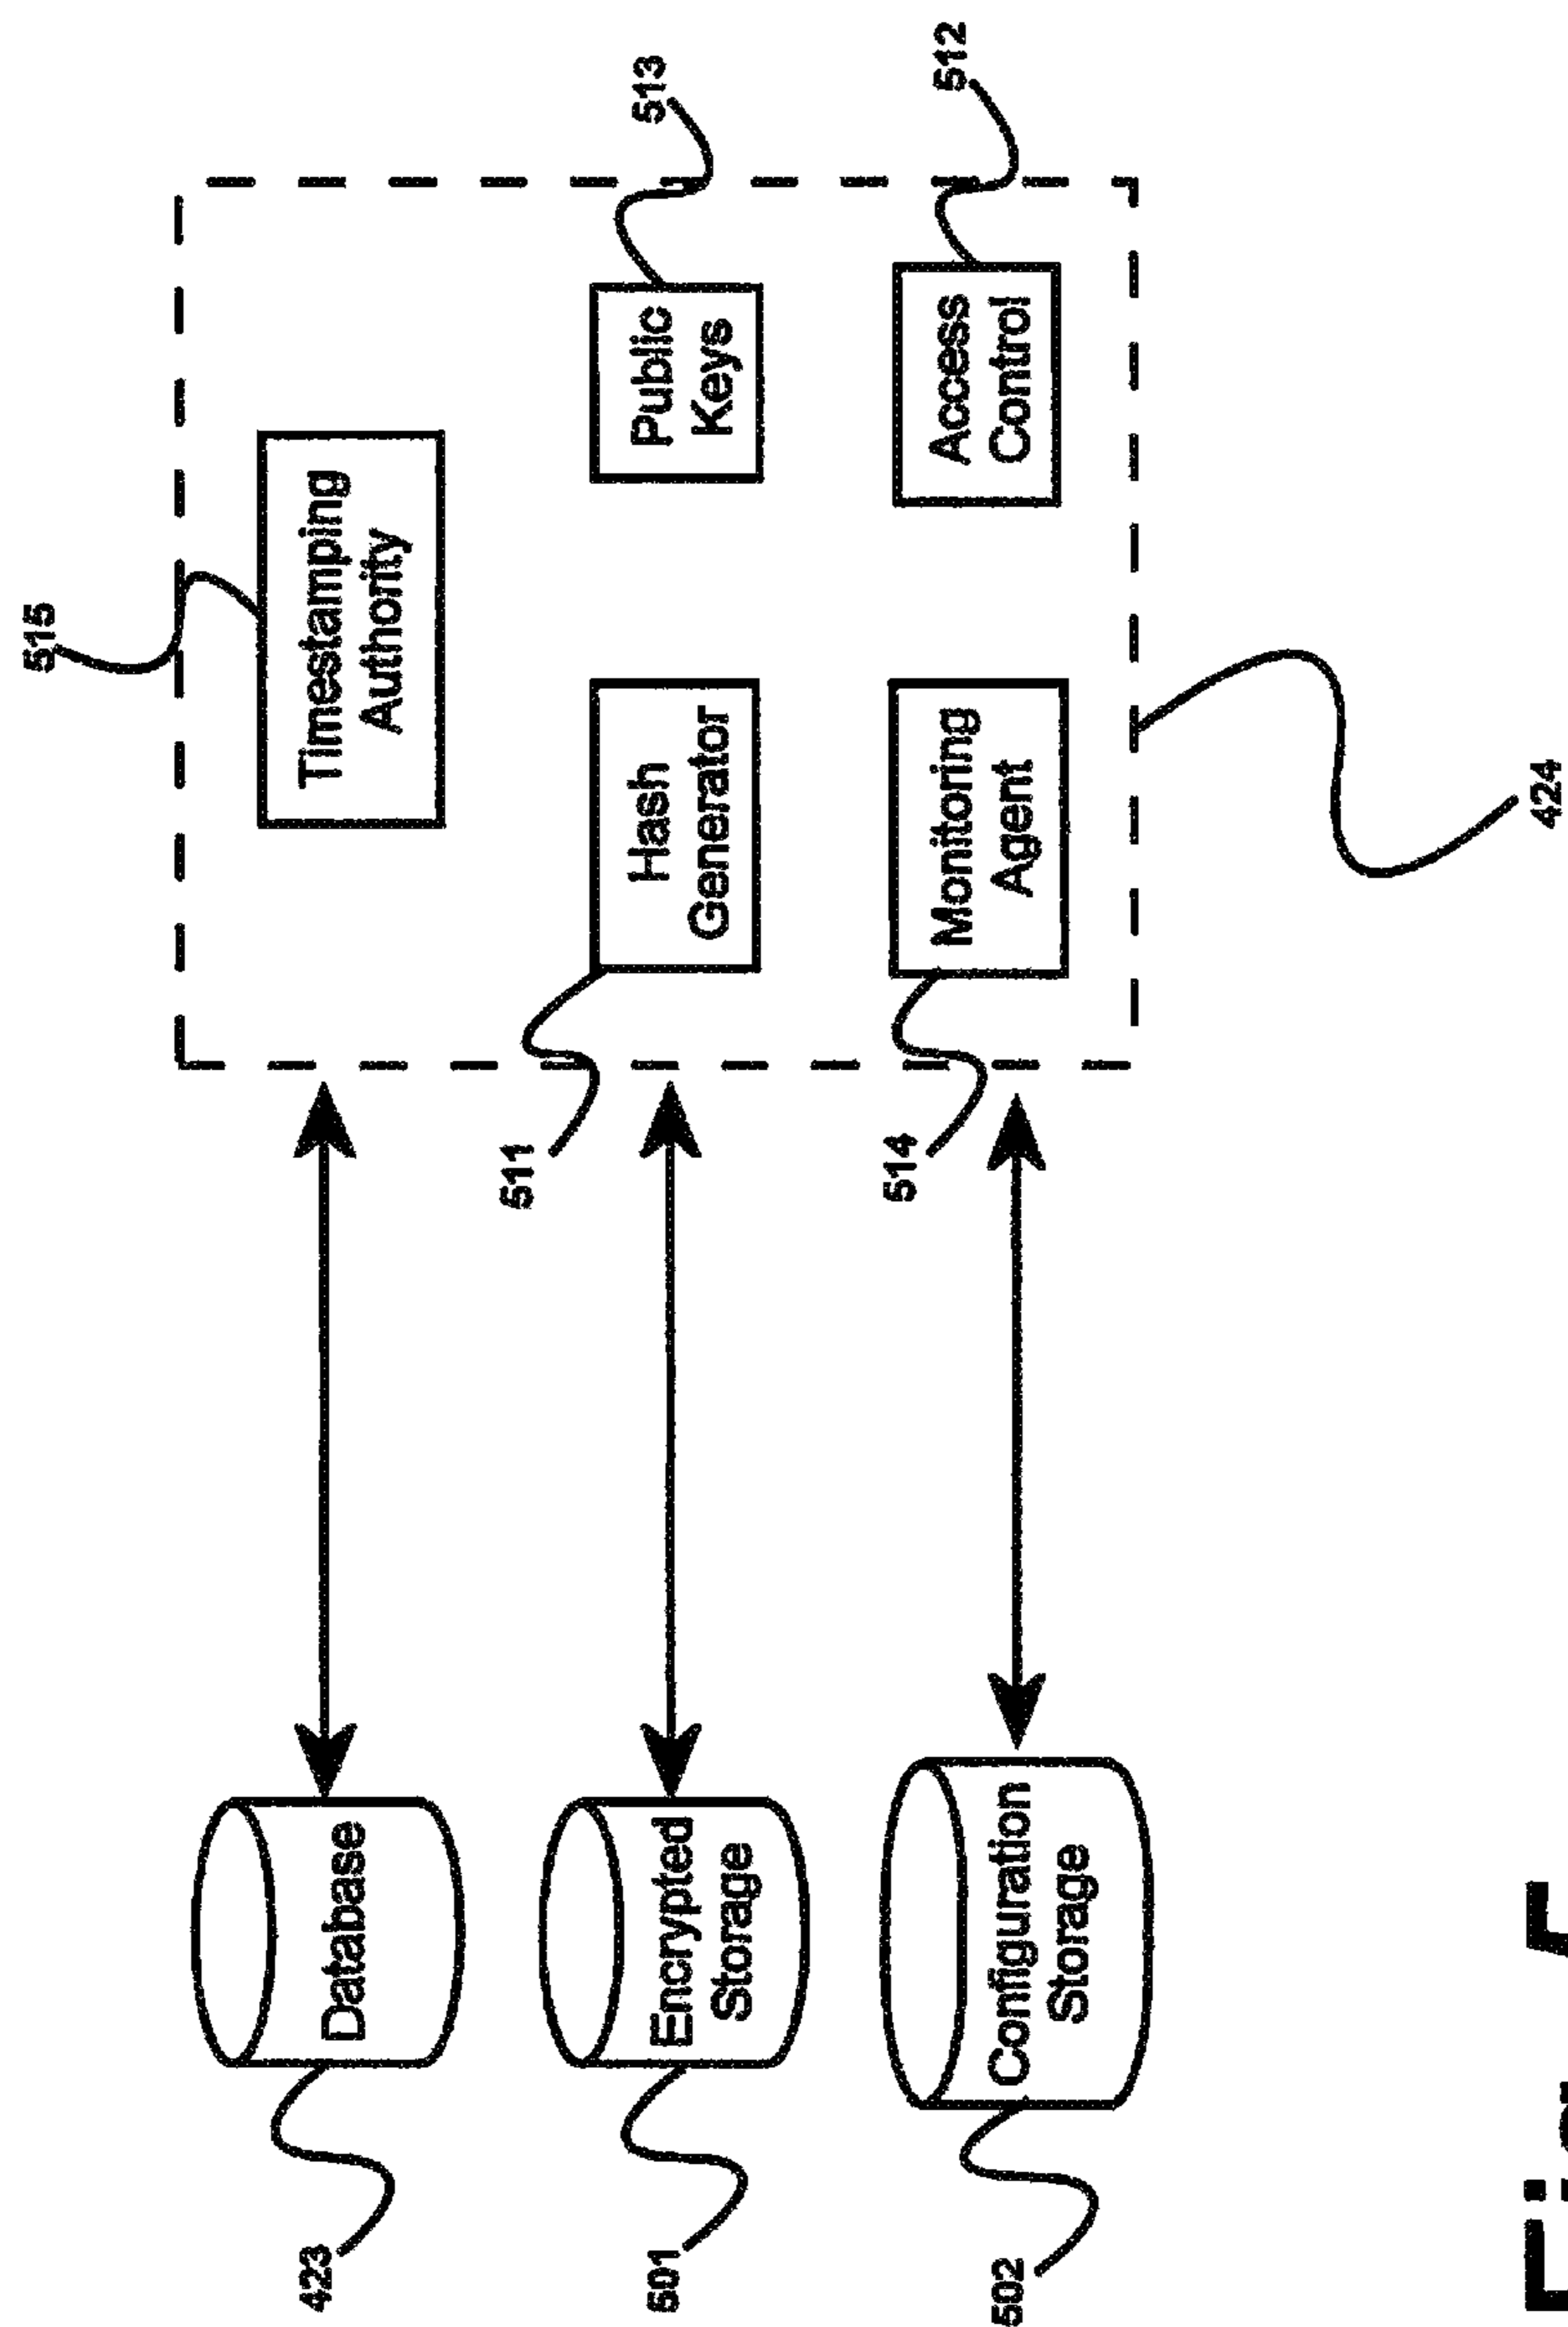 515
Timestamping
Authority
513
Public
Keys
512
Access
Control
511
Hash
Generator
514
Monitoring
Agent
424
423
Database
501
Encrypted
Storage
502
Configuration
Storage